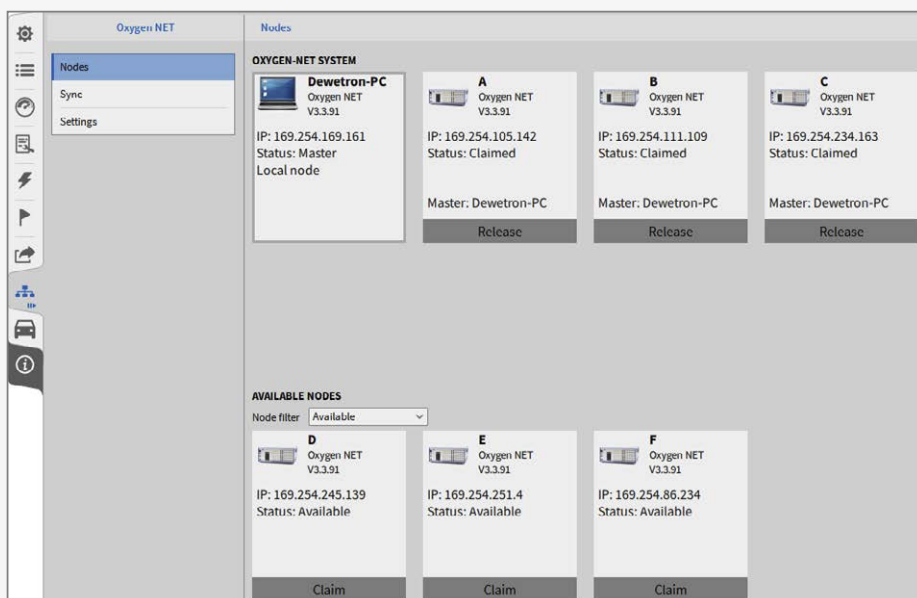 Oxygen NET
Nodes
Sync
Settings
Nodes
OXYGEN-NET SYSTEM
Dewetron-PC
Oxygen NET
V3.3.91
IP: 169.254.169.161
Status: Master
Local node
A
Oxygen NET
V3.3.91
IP: 169.254.105.142
Status: Claimed
Master: Dewetron-PC
Release
B
Oxygen NET
V3.3.91
IP: 169.254.111.109
Status: Claimed
Master: Dewetron-PC
Release
C
Oxygen NET
V3.3.91
IP: 169.254.234.163
Status: Claimed
Master: Dewetron-PC
Release
AVAILABLE NODES
Node filter Available
D
Oxygen NET
V3.3.91
IP: 169.254.245.139
Status: Available
Claim
E
Oxygen NET
V3.3.91
IP: 169.254.251.4
Status: Available
Claim
F
Oxygen NET
V3.3.91
IP: 169.254.86.234
Status: Available
Claim